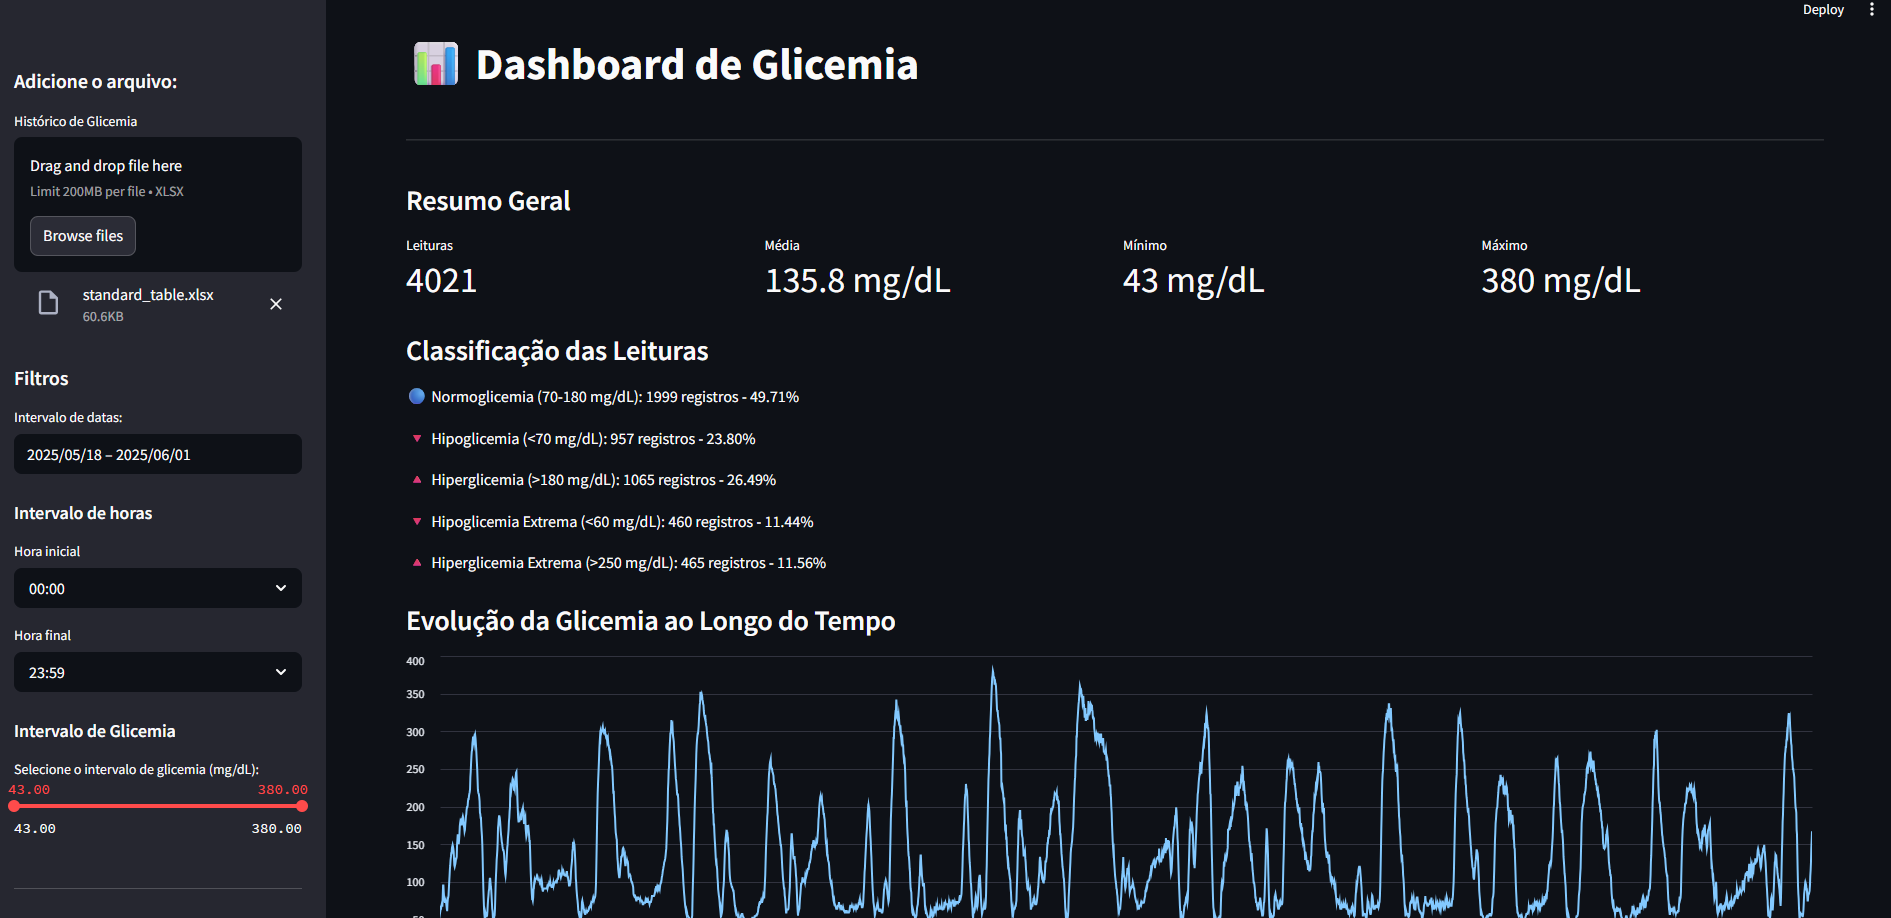 Deploy
Adicione o arquivo:
Histórico de Glicemia
Drag and drop file here
Limit 200MB per file • XLSX
Browse files
standard_table.xlsx
60.6KB
Filtros
Intervalo de datas:
2025/05/18 – 2025/06/01
Intervalo de horas
Hora inicial
00:00
Hora final
23:59
Intervalo de Glicemia
Selecione o intervalo de glicemia (mg/dL):
43.00 380.00
43.00 380.00
Dashboard de Glicemia
Resumo Geral
Leituras Média Mínimo Máximo
4021 135.8 mg/dL 43 mg/dL 380 mg/dL
Classificação das Leituras
Normoglicemia (70-180 mg/dL): 1999 registros - 49.71%
Hipoglicemia (<70 mg/dL): 957 registros - 23.80%
Hiperglicemia (>180 mg/dL): 1065 registros - 26.49%
Hipoglicemia Extrema (<60 mg/dL): 460 registros - 11.44%
Hiperglicemia Extrema (>250 mg/dL): 465 registros - 11.56%
Evolução da Glicemia ao Longo do Tempo
400
350
300
250
200
150
100
50